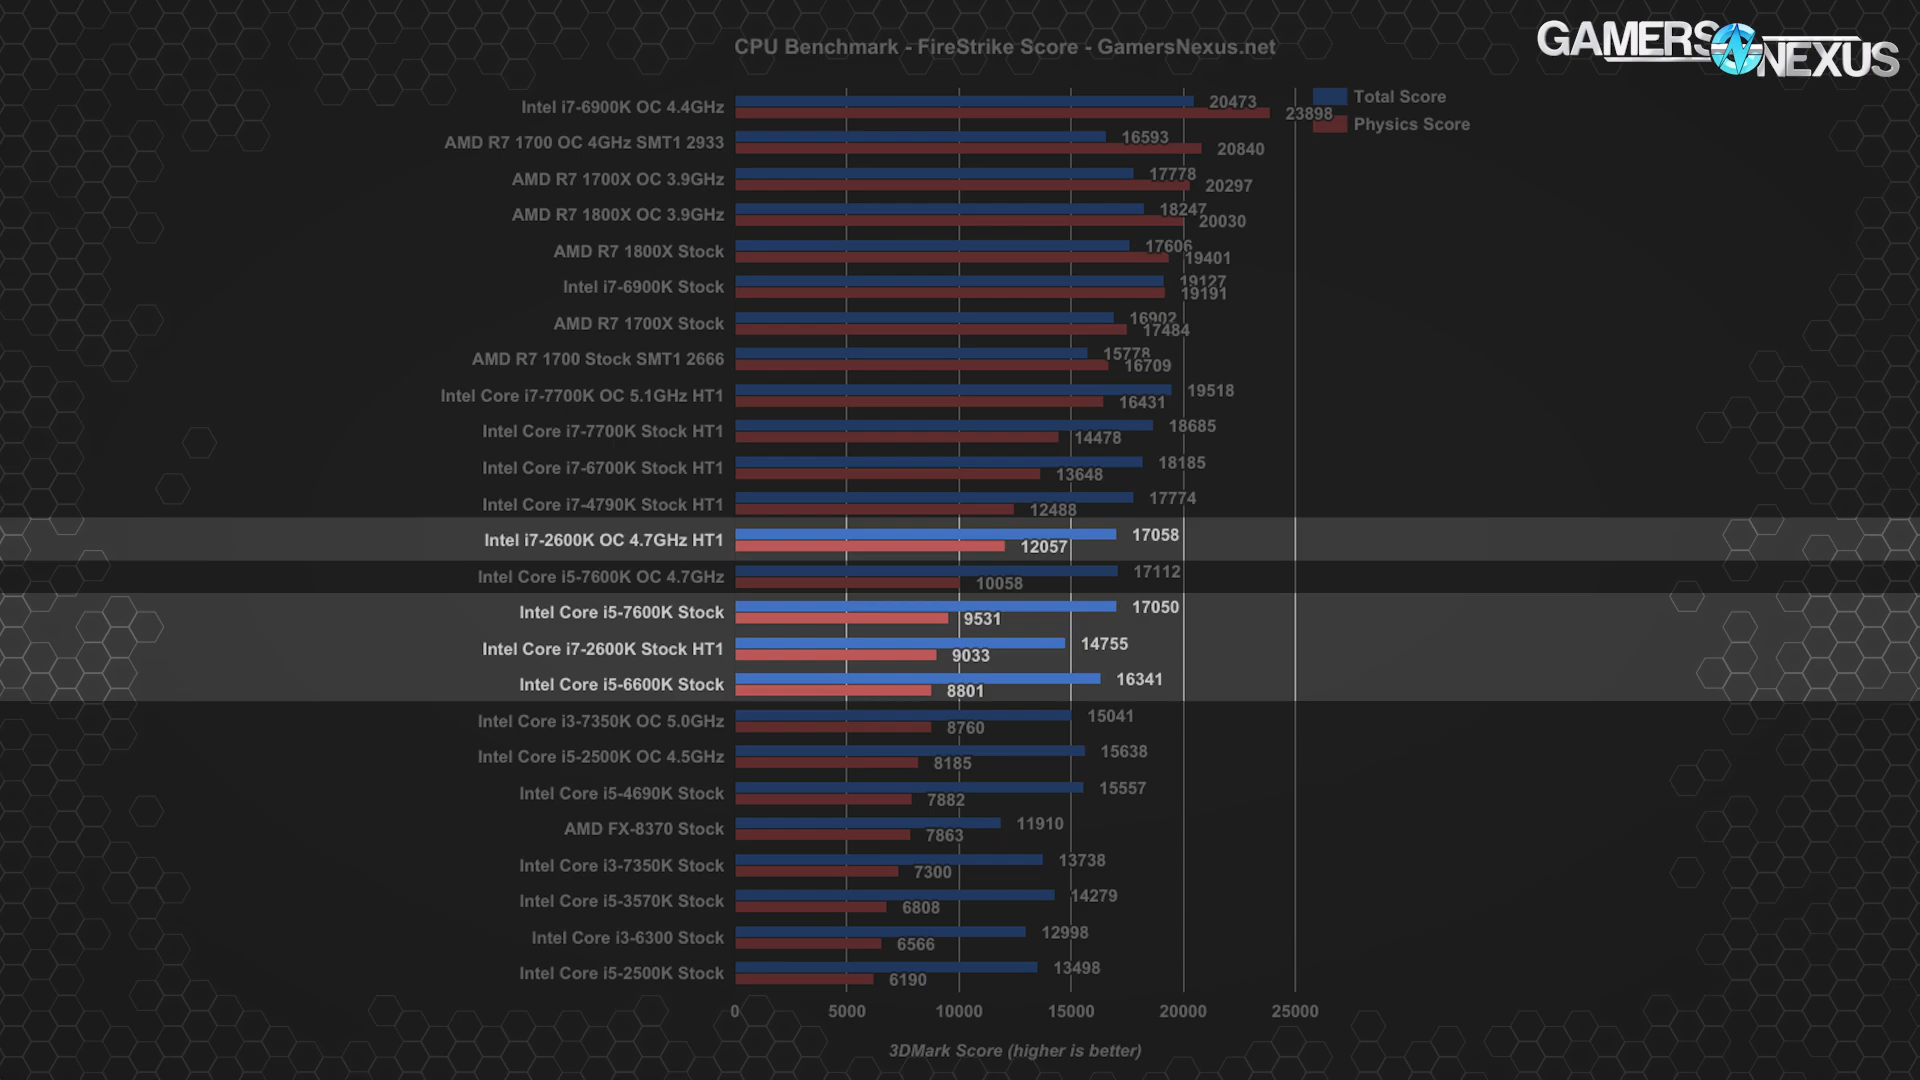 GAMERS NEXUS
CPU Benchmark - FireStrike Score - GamersNexus.net
Total Score
Physics Score
Intel i7-6900K OC 4.4GHz 20473 23898
AMD R7 1700 OC 4GHz SMT1 2933 16593 20840
AMD R7 1700X OC 3.9GHz 17778 20297
AMD R7 1800X OC 3.9GHz 18247 20030
AMD R7 1800X Stock 17606 19401
Intel i7-6900K Stock 19127 19191
AMD R7 1700X Stock 16902 17484
AMD R7 1700 Stock SMT1 2666 15778 16709
Intel Core i7-7700K OC 5.1GHz HT1 19518 16431
Intel Core i7-7700K Stock HT1 18685 14478
Intel Core i7-6700K Stock HT1 18185 13648
Intel Core i7-4790K Stock HT1 17774 12488
Intel i7-2600K OC 4.7GHz HT1 17058 12057
Intel Core i5-7600K OC 4.7GHz 17112 10058
Intel Core i5-7600K Stock 17050 9531
Intel Core i7-2600K Stock HT1 14755 9033
Intel Core i5-6600K Stock 16341 8801
Intel Core i3-7350K OC 5.0GHz 15041 8760
Intel Core i5-2500K OC 4.5GHz 15638 8185
Intel Core i5-4690K Stock 15557 7882
AMD FX-8370 Stock 11910 7863
Intel Core i3-7350K Stock 13738 7300
Intel Core i5-3570K Stock 14279 6808
Intel Core i3-6300 Stock 12998 6566
Intel Core i5-2500K Stock 13498 6190
0 5000 10000 15000 20000 25000
3DMark Score (higher is better)